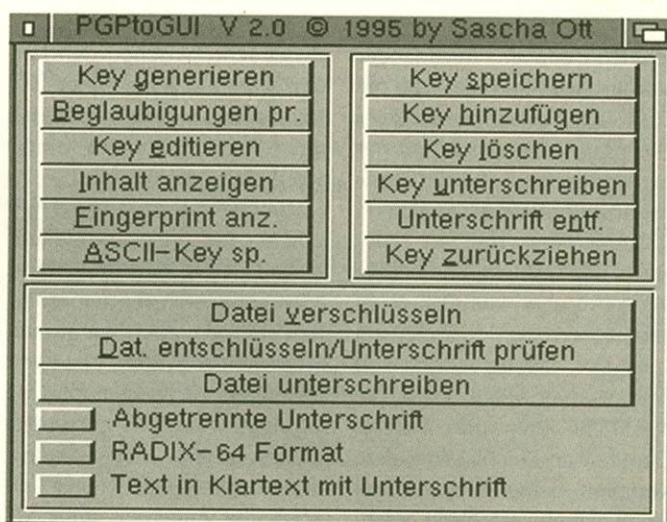 PGPtoGUI V 2.0 © 1995 by Sascha Ott
Key generieren
Beglaubigungen pr.
Key editieren
Inhalt anzeigen
Fingerprint anz.
ASCII-Key sp.
Key speichern
Key hinzufügen
Key löschen
Key unterschreiben
Unterschrift entf.
Key zurückziehen
Datei verschlüsseln
Dat. entschlüsseln/Unterschrift prüfen
Datei unterschreiben
Abgetrennte Unterschrift
RADIX-64 Format
Text in Klartext mit Unterschrift